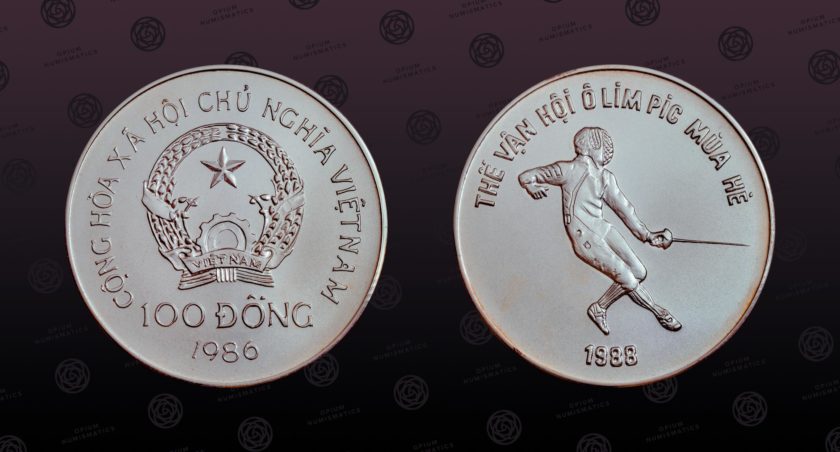 CỘNG HÒA XÃ HỘI CHỦ NGHĨA VIỆT NAM
VIỆT NAM
100 ĐỒNG
1986
THẾ VẬN HỘI Ô LIM PÍC MÙA HÈ
1988
OPIUM
NUMISMATICS